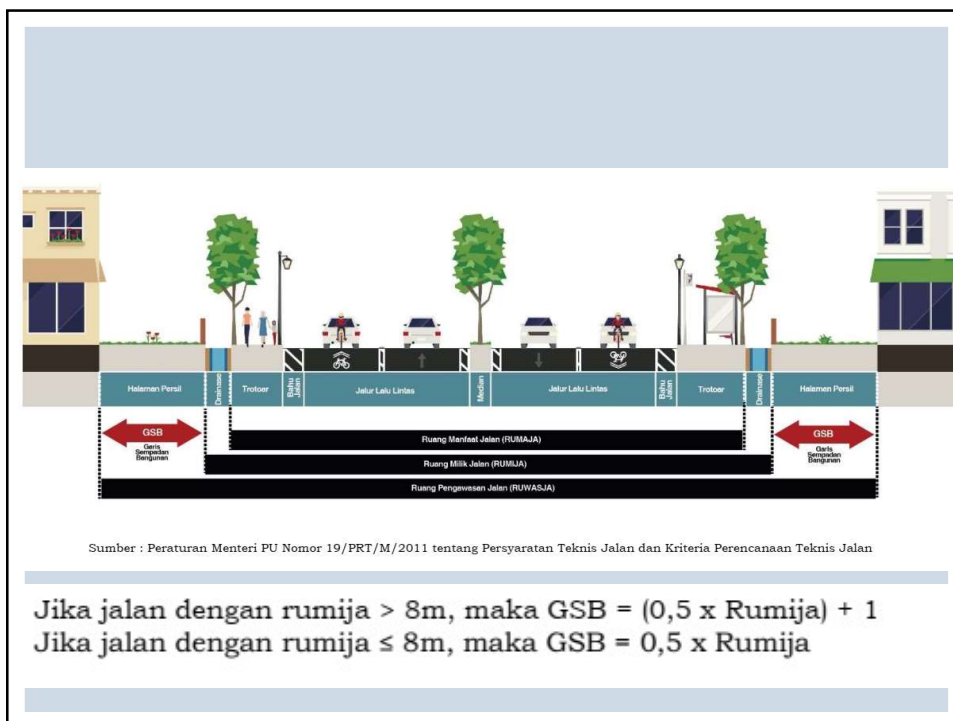 Halaman Persil
Drainase
Trotoar
Bahu
Jalan
Jalur Lalu Lintas
Median
Jalur Lalu Lintas
Bahu
Jalan
Trotoar
Drainase
Halaman Persil
GSB
Garis
Sempadan
Bangunan
GSB
Garis
Sempadan
Bangunan
Ruang Manfaat Jalan (RUMAJA)
Ruang Milik Jalan (RUMIJA)
Ruang Pengawasan Jalan (RUWASJA)
Sumber : Peraturan Menteri PU Nomor 19/PRT/M/2011 tentang Persyaratan Teknis Jalan dan Kriteria Perencanaan Teknis Jalan
Jika jalan dengan rumija > 8m, maka GSB = (0,5 x Rumija) + 1
Jika jalan dengan rumija ≤ 8m, maka GSB = 0,5 x Rumija